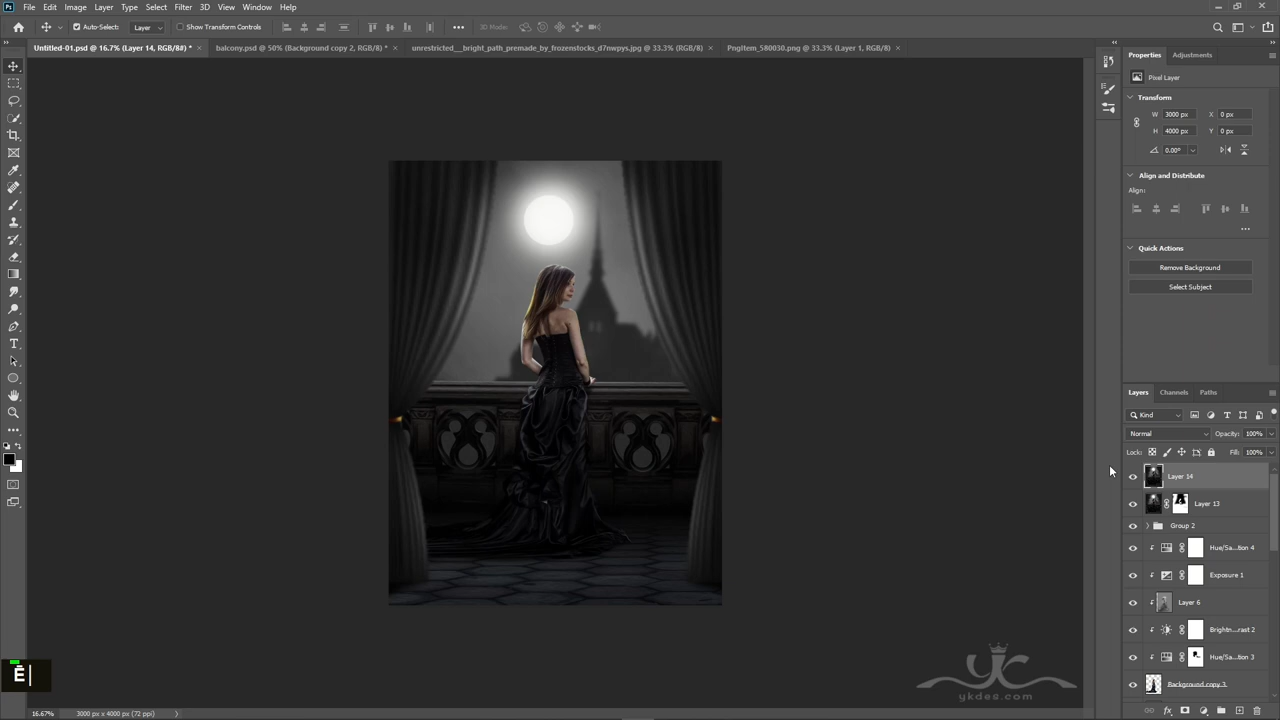 Ps File Edit Image Layer Type Select Filter 3D View Window Help
Auto-Select: Layer Show Transform Controls 3D Mode:
Untitled-01.psd @ 16.7% (Layer 14, RGB/8#) * × balcony.psd @ 50% (Background copy 2, RGB/8) * × unrestricted__bright_path_premade_by_frozenstocks_d7nwpys.jpg @ 33.3% (RGB/8) × PngItem_580030.png @ 33.3% (Layer 1, RGB/8) ×
Properties Adjustments
Pixel Layer
Transform
W 3000 px X 0 px
H 4000 px Y 0 px
0.00°
Align and Distribute
Align:
Quick Actions
Remove Background
Select Subject
Layers Channels Paths
Kind
Normal Opacity: 100%
Lock: Fill: 100%
Layer 14
Layer 13
Group 2
Hue/Sa...tion 4
Exposure 1
Layer 6
Brightn...rast 2
Hue/Sa...tion 3
Background copy 3
yc
ykdes.com
16.67% 3000 px x 4000 px (72 ppi)